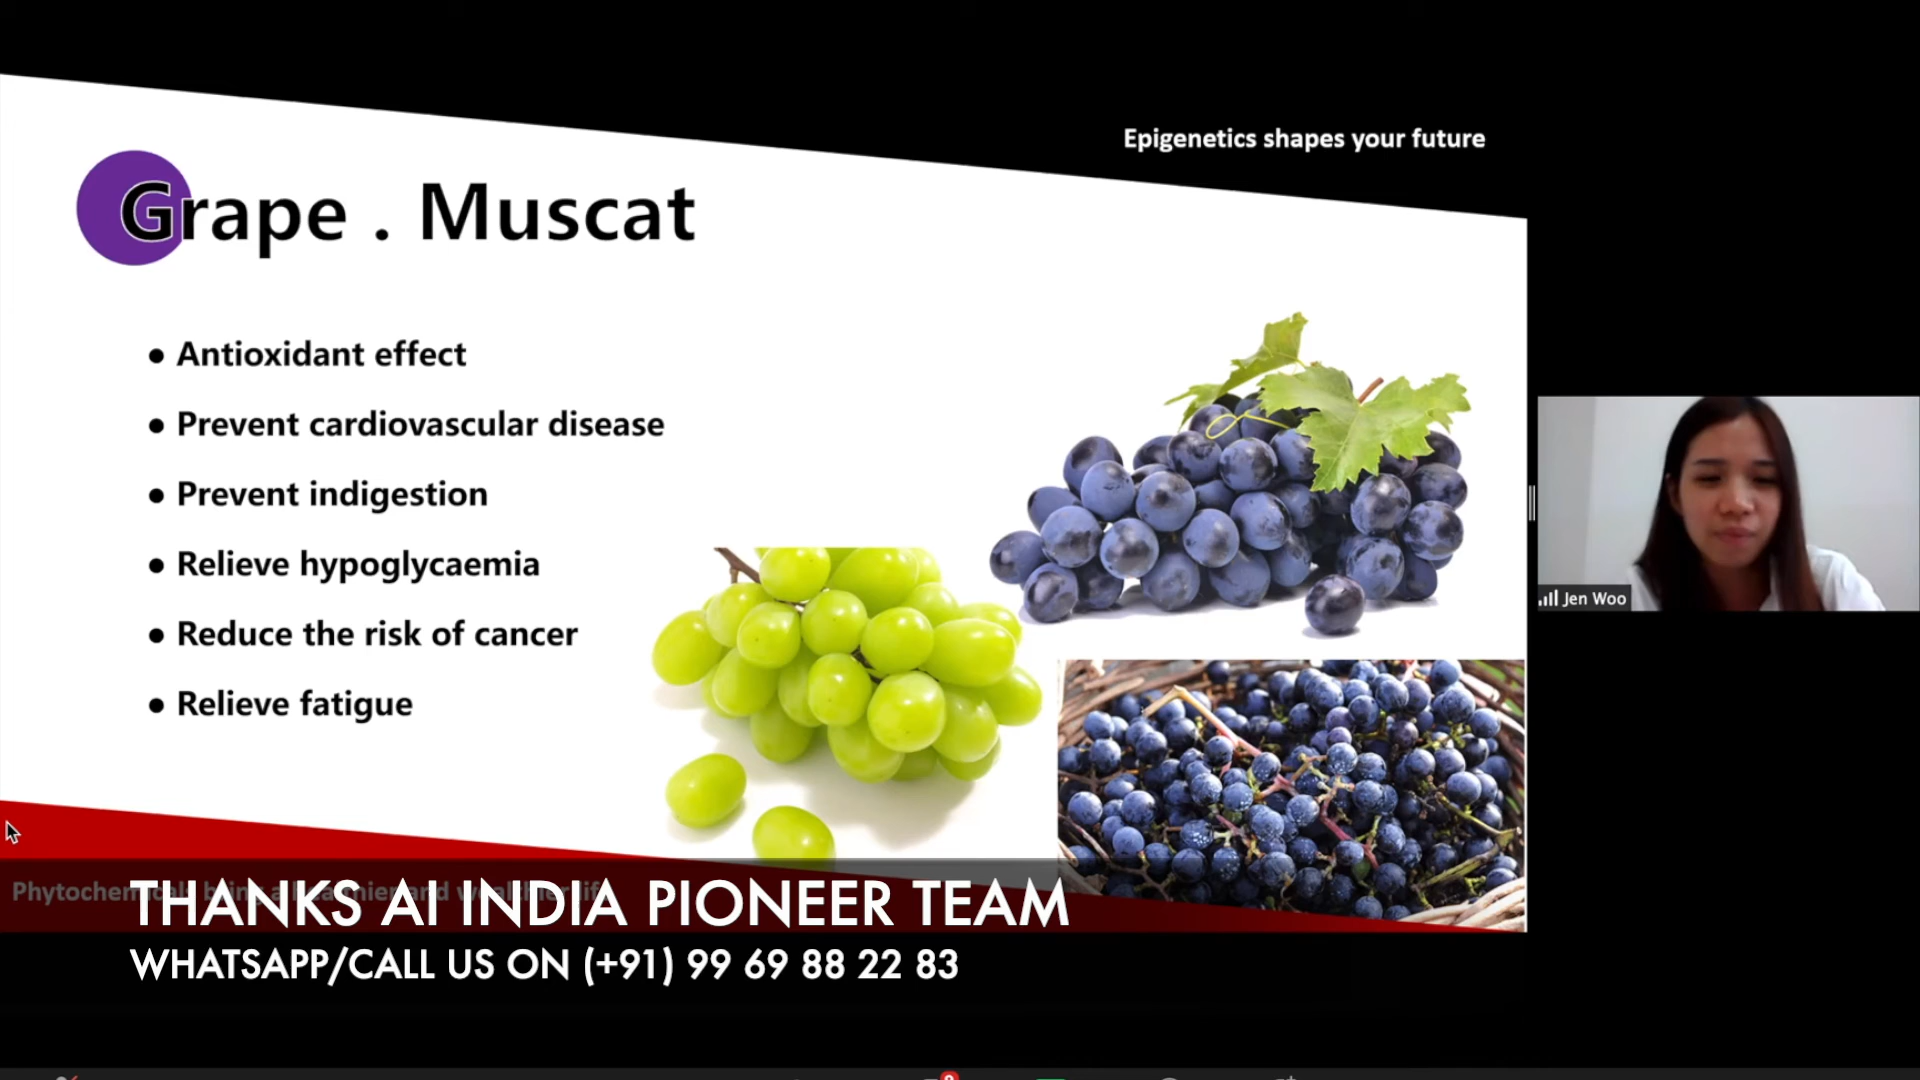 Epigenetics shapes your future
Grape . Muscat
● Antioxidant effect
● Prevent cardiovascular disease
● Prevent indigestion
● Relieve hypoglycaemia
● Reduce the risk of cancer
● Relieve fatigue
Jen Woo
THANKS AI INDIA PIONEER TEAM
WHATSAPP/CALL US ON (+91) 99 69 88 22 83